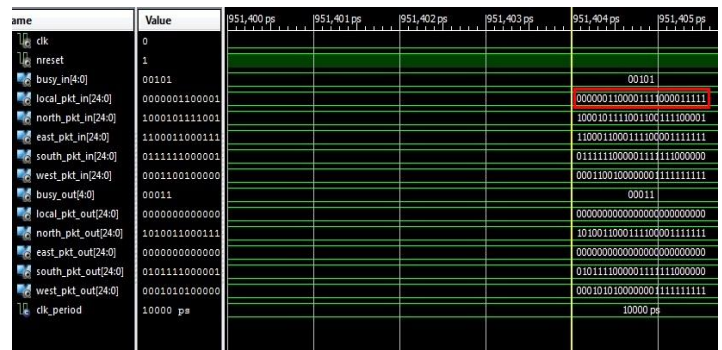 ame Value 951,400 ps 951,401 ps 951,402 ps 951,403 ps 951,404 ps 951,405 ps
clk 0
nreset 1
busy_in[4:0] 00101 00101
local_pkt_in[24:0] 0000001100001 0000001100001111000011111
north_pkt_in[24:0] 1000101111001 1000101111001100111100001
east_pkt_in[24:0] 1100011000111 1100011000111100001111111
south_pkt_in[24:0] 0111111000001 0111111000001111111000000
west_pkt_in[24:0] 0001100100000 0001100100000001111111111
busy_out[4:0] 00011 00011
local_pkt_out[24:0] 0000000000000 0000000000000000000000000
north_pkt_out[24:0] 1010011000111 1010011000111100001111111
east_pkt_out[24:0] 0000000000000 0000000000000000000000000
south_pkt_out[24:0] 0101111000001 0101111000001111111000000
west_pkt_out[24:0] 0001010100000 0001010100000001111111111
clk_period 10000 ps 10000 ps